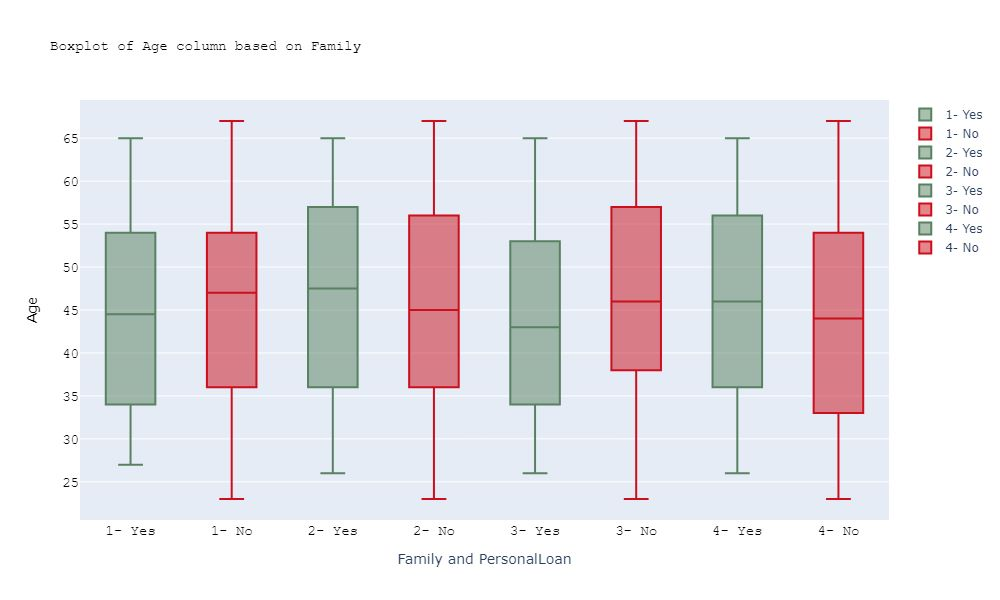 Boxplot of Age column based on Family
1- Yes
1- No
2- Yes
2- No
3- Yes
3- No
4- Yes
4- No
Age
65
60
55
50
45
40
35
30
25
1- Yes 1- No 2- Yes 2- No 3- Yes 3- No 4- Yes 4- No
Family and PersonalLoan